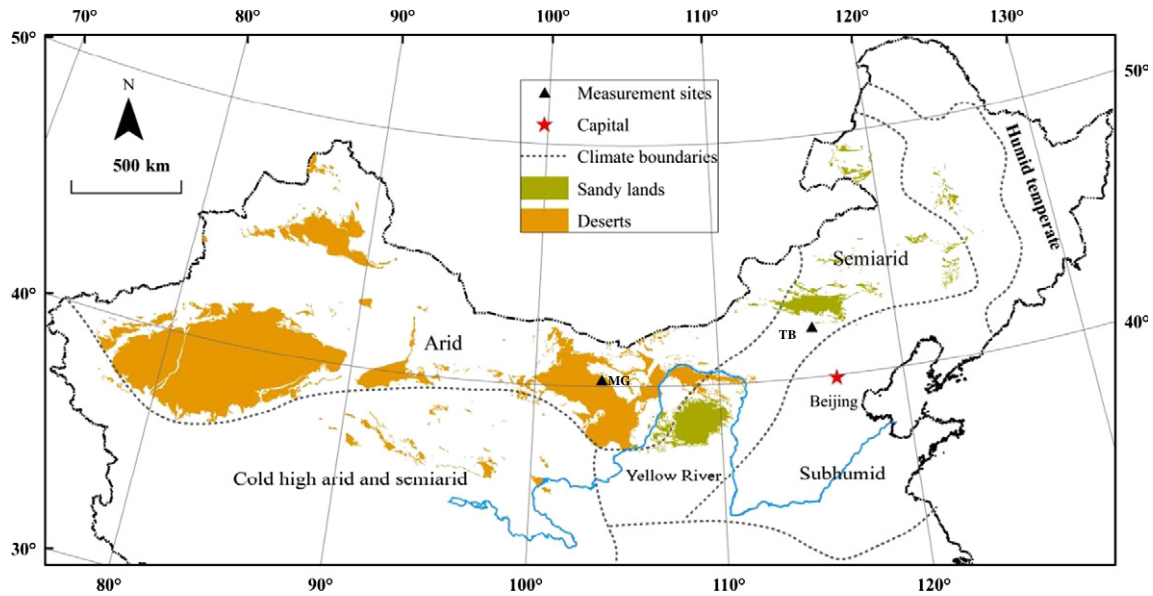 70° 80° 90° 100° 110° 120° 130°
50°
50°
N
500 km
Measurement sites
Capital
Climate boundaries
Sandy lands
Deserts
Humid temperate
Semiarid
40°
40°
TB
Arid
MG
Beijing
Cold high arid and semiarid
Yellow River
Subhumid
30°
30°
80° 90° 100° 110° 120°